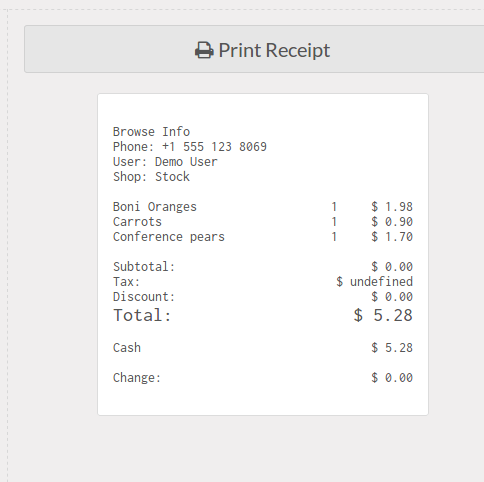 Print Receipt
Browse Info
Phone: +1 555 123 8069
User: Demo User
Shop: Stock
Boni Oranges 1 $ 1.98
Carrots 1 $ 0.90
Conference pears 1 $ 1.70
Subtotal: $ 0.00
Tax: $ undefined
Discount: $ 0.00
Total: $ 5.28
Cash $ 5.28
Change: $ 0.00